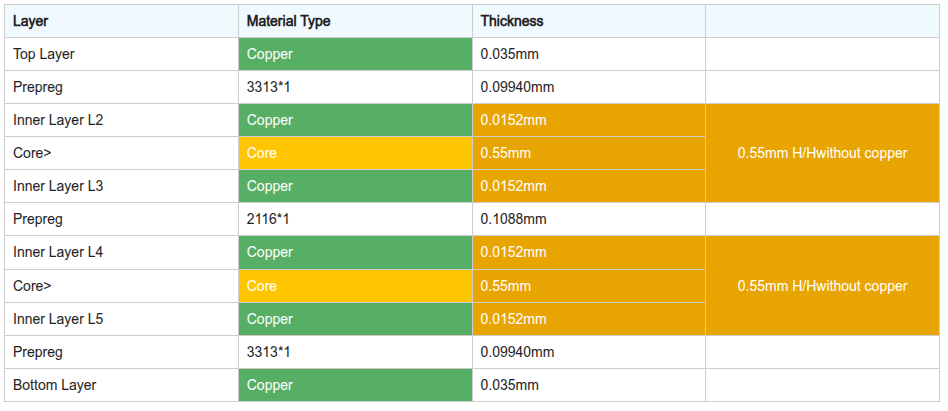 Layer Material Type Thickness
Top Layer Copper 0.035mm
Prepreg 3313*1 0.09940mm
Inner Layer L2 Copper 0.0152mm
Core> Core 0.55mm 0.55mm H/Hwithout copper
Inner Layer L3 Copper 0.0152mm
Prepreg 2116*1 0.1088mm
Inner Layer L4 Copper 0.0152mm
Core> Core 0.55mm 0.55mm H/Hwithout copper
Inner Layer L5 Copper 0.0152mm
Prepreg 3313*1 0.09940mm
Bottom Layer Copper 0.035mm